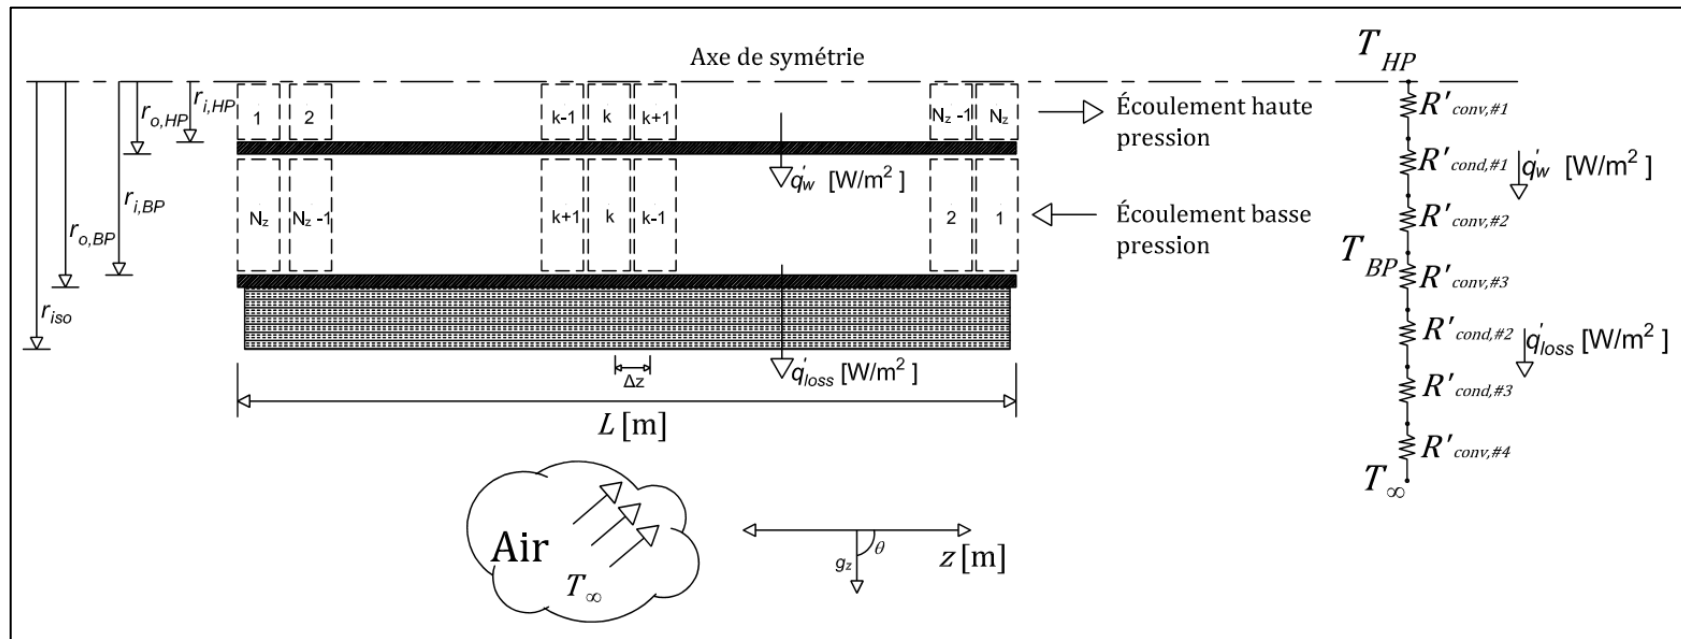 Axe de symétrie
T_HP
r_i,HP
r_o,HP
r_i,BP
r_o,BP
r_iso
1
2
k-1
k
k+1
N_z -1
N_z
Écoulement haute
pression
q'_w [W/m²]
N_z
N_z -1
k+1
k
k-1
2
1
Écoulement basse
pression
q'_loss [W/m²]
Δz
L [m]
R'_conv,#1
R'_cond,#1
q'_w [W/m²]
R'_conv,#2
T_BP
R'_conv,#3
R'_cond,#2
q'_loss [W/m²]
R'_cond,#3
R'_conv,#4
T_∞
Air
T_∞
g_z
θ
z [m]